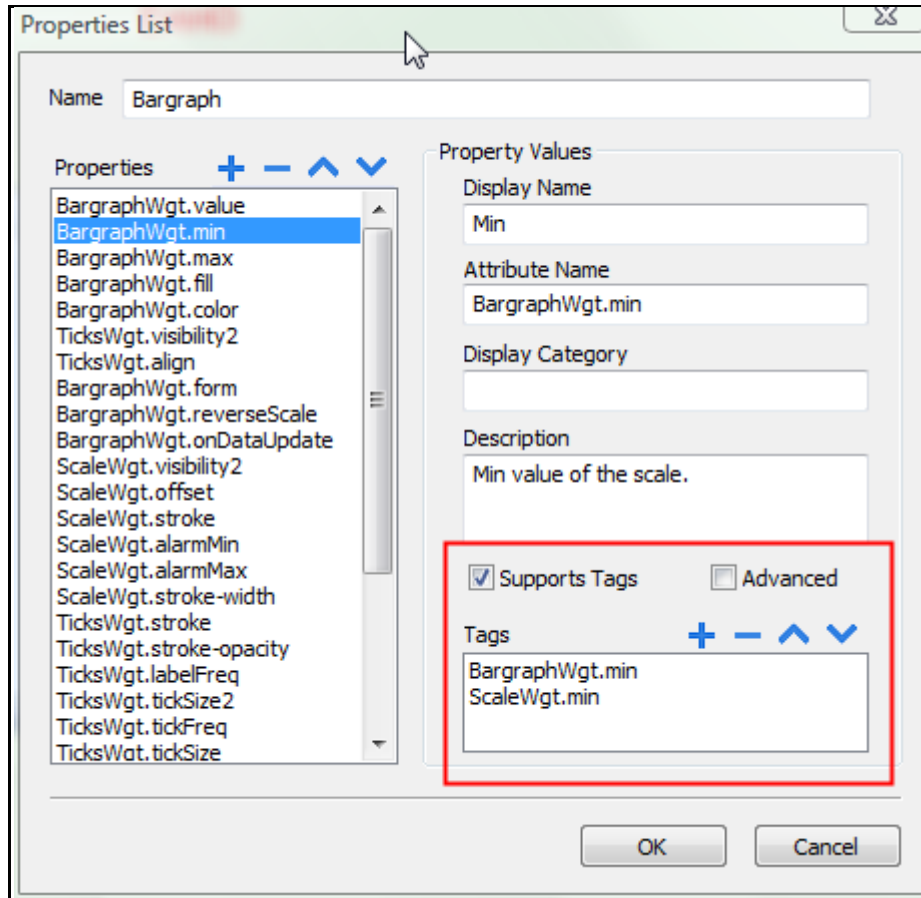 Properties List
Name Bargraph
Properties
BargraphWgt.value
BargraphWgt.min
BargraphWgt.max
BargraphWgt.fill
BargraphWgt.color
TicksWgt.visibility2
TicksWgt.align
BargraphWgt.form
BargraphWgt.reverseScale
BargraphWgt.onDataUpdate
ScaleWgt.visibility2
ScaleWgt.offset
ScaleWgt.stroke
ScaleWgt.alarmMin
ScaleWgt.alarmMax
ScaleWgt.stroke-width
TicksWgt.stroke
TicksWgt.stroke-opacity
TicksWgt.labelFreq
TicksWgt.tickSize2
TicksWgt.tickFreq
TicksWgt.tickSize
Property Values
Display Name
Min
Attribute Name
BargraphWgt.min
Display Category
Description
Min value of the scale.
Supports Tags Advanced
Tags
BargraphWgt.min
ScaleWgt.min
OK Cancel